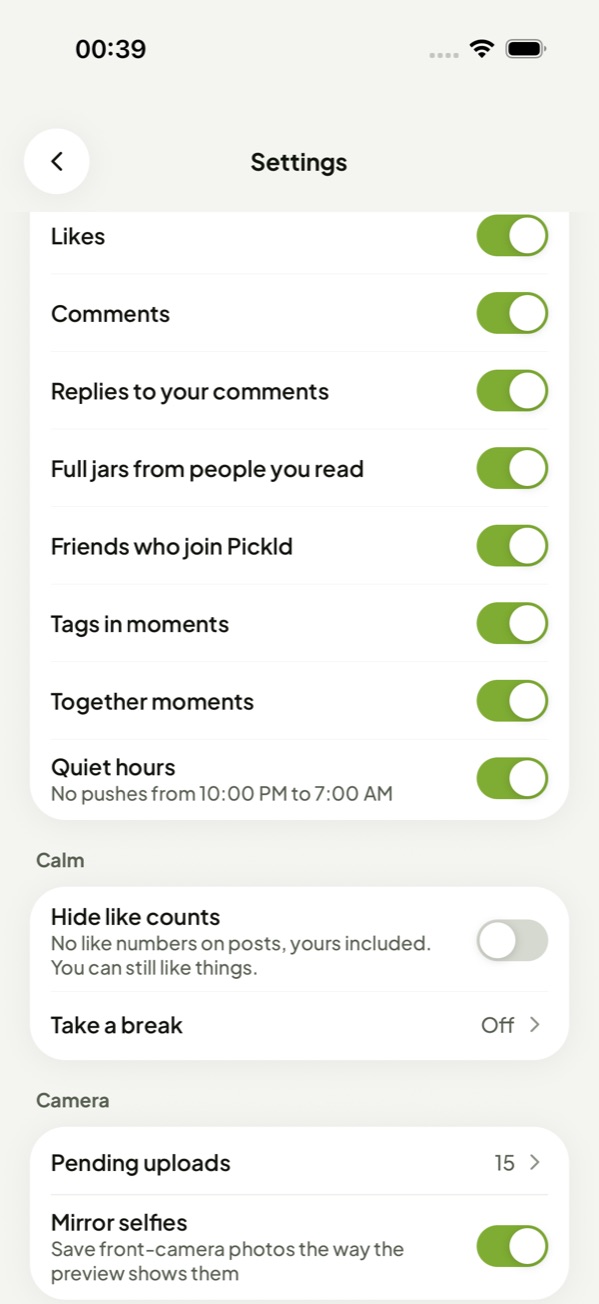 00:39
Settings
Likes
Comments
Replies to your comments
Full jars from people you read
Friends who join Pickld
Tags in moments
Together moments
Quiet hours
No pushes from 10:00 PM to 7:00 AM
Calm
Hide like counts
No like numbers on posts, yours included.
You can still like things.
Take a break Off
Camera
Pending uploads 15
Mirror selfies
Save front-camera photos the way the
preview shows them